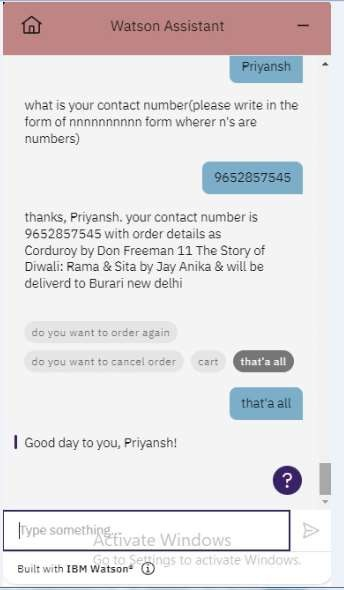 Watson Assistant
Priyansh
what is your contact number(please write in the
form of nnnnnnnnnn form wherer n's are
numbers)
9652857545
thanks, Priyansh. your contact number is
9652857545 with order details as
Corduroy by Don Freeman 11 The Story of
Diwali: Rama & Sita by Jay Anika & will be
deliverd to Burari new delhi
do you want to order again
do you want to cancel order cart that'a all
that'a all
Good day to you, Priyansh!
?
Type something...
Activate Windows
Go to Settings to activate Windows.
Built with IBM Watson®